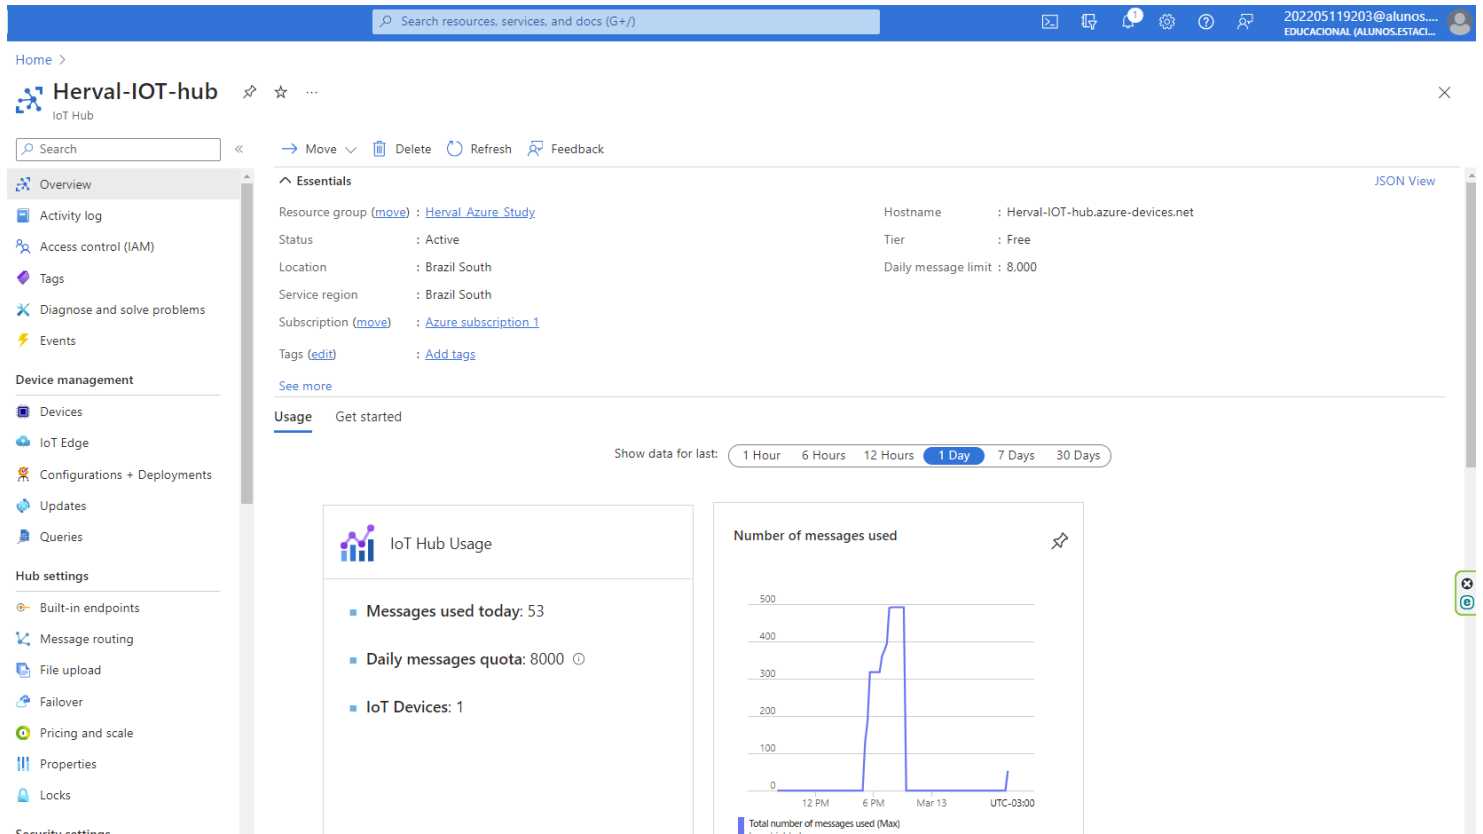 Search resources, services, and docs (G+/)
1
202205119203@alunos....
EDUCACIONAL (ALUNOS.ESTACI...
Home >
Herval-IOT-hub
IoT Hub
Search
Move
Delete
Refresh
Feedback
Overview
Activity log
Access control (IAM)
Tags
Diagnose and solve problems
Events
Device management
Devices
IoT Edge
Configurations + Deployments
Updates
Queries
Hub settings
Built-in endpoints
Message routing
File upload
Failover
Pricing and scale
Properties
Locks
Security settings
Essentials
JSON View
Resource group (move) : Herval_Azure_Study
Status : Active
Location : Brazil South
Service region : Brazil South
Subscription (move) : Azure subscription 1
Tags (edit) : Add tags
See more
Hostname : Herval-IOT-hub.azure-devices.net
Tier : Free
Daily message limit : 8,000
Usage
Get started
Show data for last: 1 Hour 6 Hours 12 Hours 1 Day 7 Days 30 Days
IoT Hub Usage
Messages used today: 53
Daily messages quota: 8000
IoT Devices: 1
Number of messages used
500
400
300
200
100
0
12 PM 6 PM Mar 13 UTC-03:00
Total number of messages used (Max)